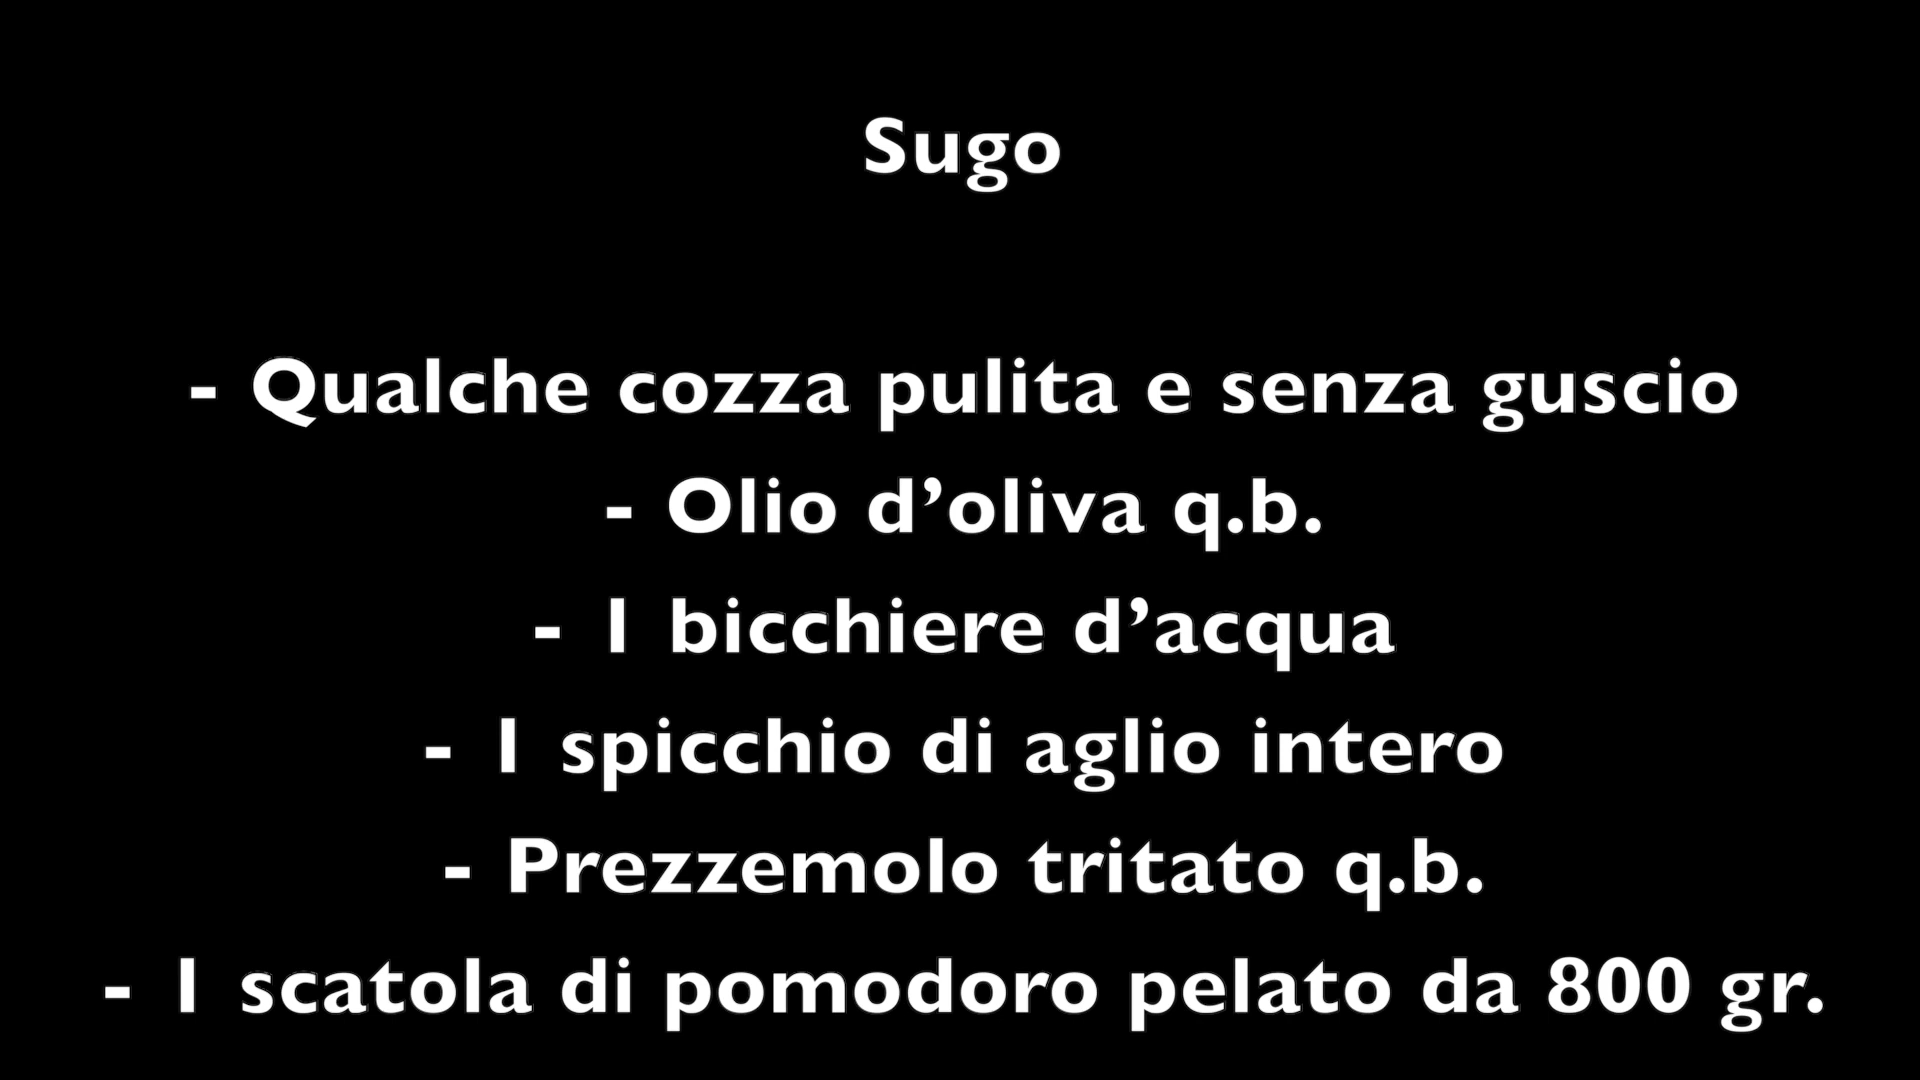 Sugo
- Qualche cozza pulita e senza guscio
- Olio d’oliva q.b.
- 1 bicchiere d’acqua
- 1 spicchio di aglio intero
- Prezzemolo tritato q.b.
- 1 scatola di pomodoro pelato da 800 gr.